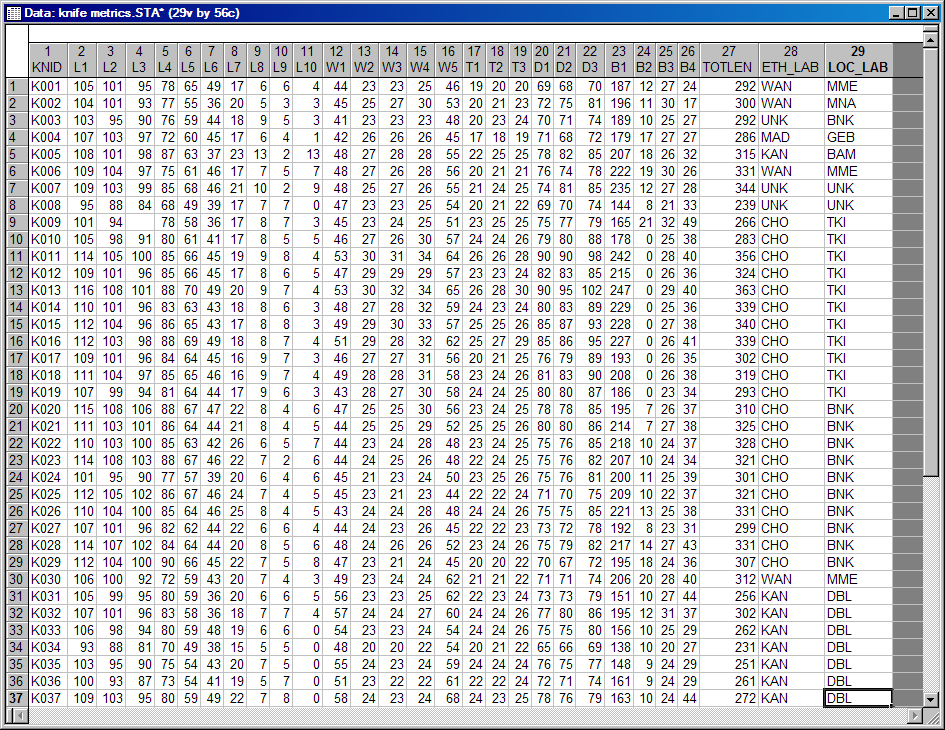 Data: knife metrics.STA* (29v by 56c)
1 2 3 4 5 6 7 8 9 10 11 12 13 14 15 16 17 18 19 20 21 22 23 24 25 26 27 28 29
KNID L1 L2 L3 L4 L5 L6 L7 L8 L9 L10 W1 W2 W3 W4 W5 T1 T2 T3 D1 D2 D3 B1 B2 B3 B4 TOTLEN ETH_LAB LOC_LAB
1 K001 105 101 95 78 65 49 17 6 6 4 44 23 23 25 46 19 20 20 69 68 70 187 12 27 24 292 WAN MME
2 K002 104 101 93 77 55 36 20 5 3 3 45 25 27 30 53 20 21 23 72 75 81 196 11 30 17 300 WAN MNA
3 K003 103 95 90 76 59 44 18 9 5 3 41 23 23 23 48 20 23 24 70 71 74 189 10 25 27 292 UNK BNK
4 K004 107 103 97 72 60 45 17 6 4 1 42 26 26 26 45 17 18 19 71 68 72 179 17 27 27 286 MAD GEB
5 K005 108 101 98 87 63 37 23 13 2 13 48 27 28 28 55 22 25 25 78 82 85 207 18 26 32 315 KAN BAM
6 K006 109 104 97 75 61 46 17 7 5 7 48 27 26 28 56 20 21 21 76 74 78 222 19 30 26 331 WAN MME
7 K007 109 103 99 85 68 46 21 10 2 9 48 25 27 26 55 21 24 25 74 81 85 235 12 27 28 344 UNK UNK
8 K008 95 88 84 68 49 39 17 7 7 0 47 23 23 25 54 20 21 22 69 70 74 144 8 21 33 239 UNK UNK
9 K009 101 94 78 58 36 17 8 7 3 45 23 24 25 51 23 25 25 75 77 79 165 21 32 49 266 CHO TKI
10 K010 105 98 91 80 61 41 17 8 5 5 46 27 26 30 57 24 24 26 79 80 88 178 0 25 38 283 CHO TKI
11 K011 114 105 100 85 66 45 19 9 8 4 53 30 31 34 64 26 26 28 90 90 98 242 0 28 40 356 CHO TKI
12 K012 109 101 96 85 66 45 17 8 6 5 47 29 29 29 57 23 23 24 82 83 85 215 0 26 36 324 CHO TKI
13 K013 116 108 101 88 70 49 20 9 7 4 53 30 32 34 65 26 28 30 90 95 102 247 0 29 40 363 CHO TKI
14 K014 110 101 96 83 63 43 18 8 6 3 48 27 28 32 59 23 24 24 80 83 89 229 0 25 36 339 CHO TKI
15 K015 112 104 96 86 65 43 17 8 8 3 49 29 30 33 57 25 25 26 85 87 93 228 0 27 38 340 CHO TKI
16 K016 112 103 98 88 69 49 18 8 7 4 51 29 28 32 62 25 27 29 85 86 95 227 0 26 41 339 CHO TKI
17 K017 109 101 96 84 64 45 16 9 7 3 46 27 27 31 56 20 21 25 76 79 89 193 0 26 35 302 CHO TKI
18 K018 111 104 97 85 65 46 16 9 7 4 49 28 28 31 58 23 24 26 81 83 90 208 0 26 38 319 CHO TKI
19 K019 107 99 94 81 64 44 17 9 6 3 43 28 27 30 58 24 24 25 80 80 87 186 0 23 34 293 CHO TKI
20 K020 115 108 106 88 67 47 22 8 4 6 47 25 25 30 56 23 24 25 78 78 85 195 7 26 37 310 CHO BNK
21 K021 111 103 101 86 64 44 21 8 4 5 44 25 25 29 52 25 25 26 80 80 86 214 7 27 38 325 CHO BNK
22 K022 110 103 100 85 63 42 26 6 5 7 44 23 24 28 48 23 24 25 75 76 85 218 10 24 37 328 CHO BNK
23 K023 114 108 103 88 67 46 22 7 2 6 44 24 25 26 48 22 24 25 75 76 82 207 10 24 34 321 CHO BNK
24 K024 101 95 90 77 57 39 20 6 4 6 45 21 23 24 50 23 25 26 75 76 81 200 11 25 39 301 CHO BNK
25 K025 112 105 102 86 67 46 24 7 4 5 45 23 21 23 44 22 22 24 71 70 75 209 10 22 37 321 CHO BNK
26 K026 110 104 100 85 64 46 25 8 4 5 43 24 24 28 48 24 24 26 75 75 85 221 13 25 38 331 CHO BNK
27 K027 107 101 96 82 62 44 22 6 6 4 44 24 23 26 45 22 22 23 73 72 78 192 8 23 31 299 CHO BNK
28 K028 114 107 102 84 64 44 20 8 5 6 48 24 26 26 52 23 24 26 75 79 82 217 14 27 43 331 CHO BNK
29 K029 112 104 100 90 66 45 22 7 5 8 47 23 21 24 45 20 20 22 70 67 72 195 18 24 36 307 CHO BNK
30 K030 106 100 92 72 59 43 20 7 4 3 49 23 24 24 62 21 21 22 71 71 74 206 20 28 40 312 WAN MME
31 K031 105 99 95 80 59 36 20 6 6 5 56 23 23 25 62 22 23 24 73 73 79 151 10 27 44 256 KAN DBL
32 K032 107 101 96 83 58 36 18 7 7 4 57 24 24 27 60 24 24 26 77 80 86 195 12 31 37 302 KAN DBL
33 K033 106 98 94 80 59 48 19 6 6 0 54 23 23 24 54 24 24 26 75 75 80 156 10 25 29 262 KAN DBL
34 K034 93 88 81 70 49 38 15 5 5 0 48 20 20 22 54 20 21 22 65 66 69 138 10 20 27 231 KAN DBL
35 K035 103 95 90 75 54 43 20 7 5 0 55 24 23 24 59 24 24 24 76 75 77 148 9 24 29 251 KAN DBL
36 K036 100 93 87 73 54 41 19 5 7 0 51 23 22 22 61 22 22 24 72 71 74 161 9 24 29 261 KAN DBL
37 K037 109 103 95 80 59 49 22 7 8 0 58 24 23 24 68 24 23 25 78 76 79 163 10 24 44 272 KAN DBL